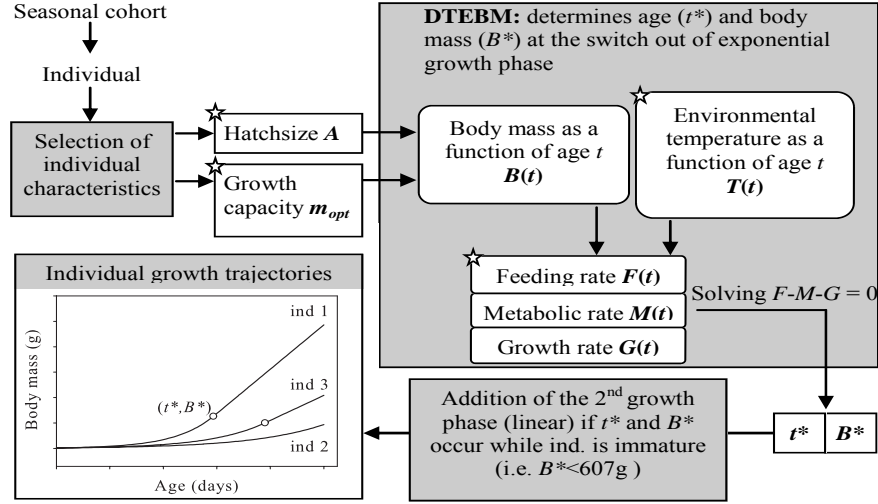 Seasonal cohort
Individual
Selection of
individual
characteristics
Hatchsize A
Growth
capacity m_opt
DTEBM: determines age (t*) and body
mass (B*) at the switch out of exponential
growth phase
Body mass as a
function of age t
B(t)
Environmental
temperature as a
function of age t
T(t)
Feeding rate F(t)
Metabolic rate M(t)
Growth rate G(t)
Solving F-M-G = 0
t*
B*
Addition of the 2nd growth
phase (linear) if t* and B*
occur while ind. is immature
(i.e. B*<607g )
Individual growth trajectories
Body mass (g)
ind 1
ind 3
(t*,B*)
ind 2
Age (days)